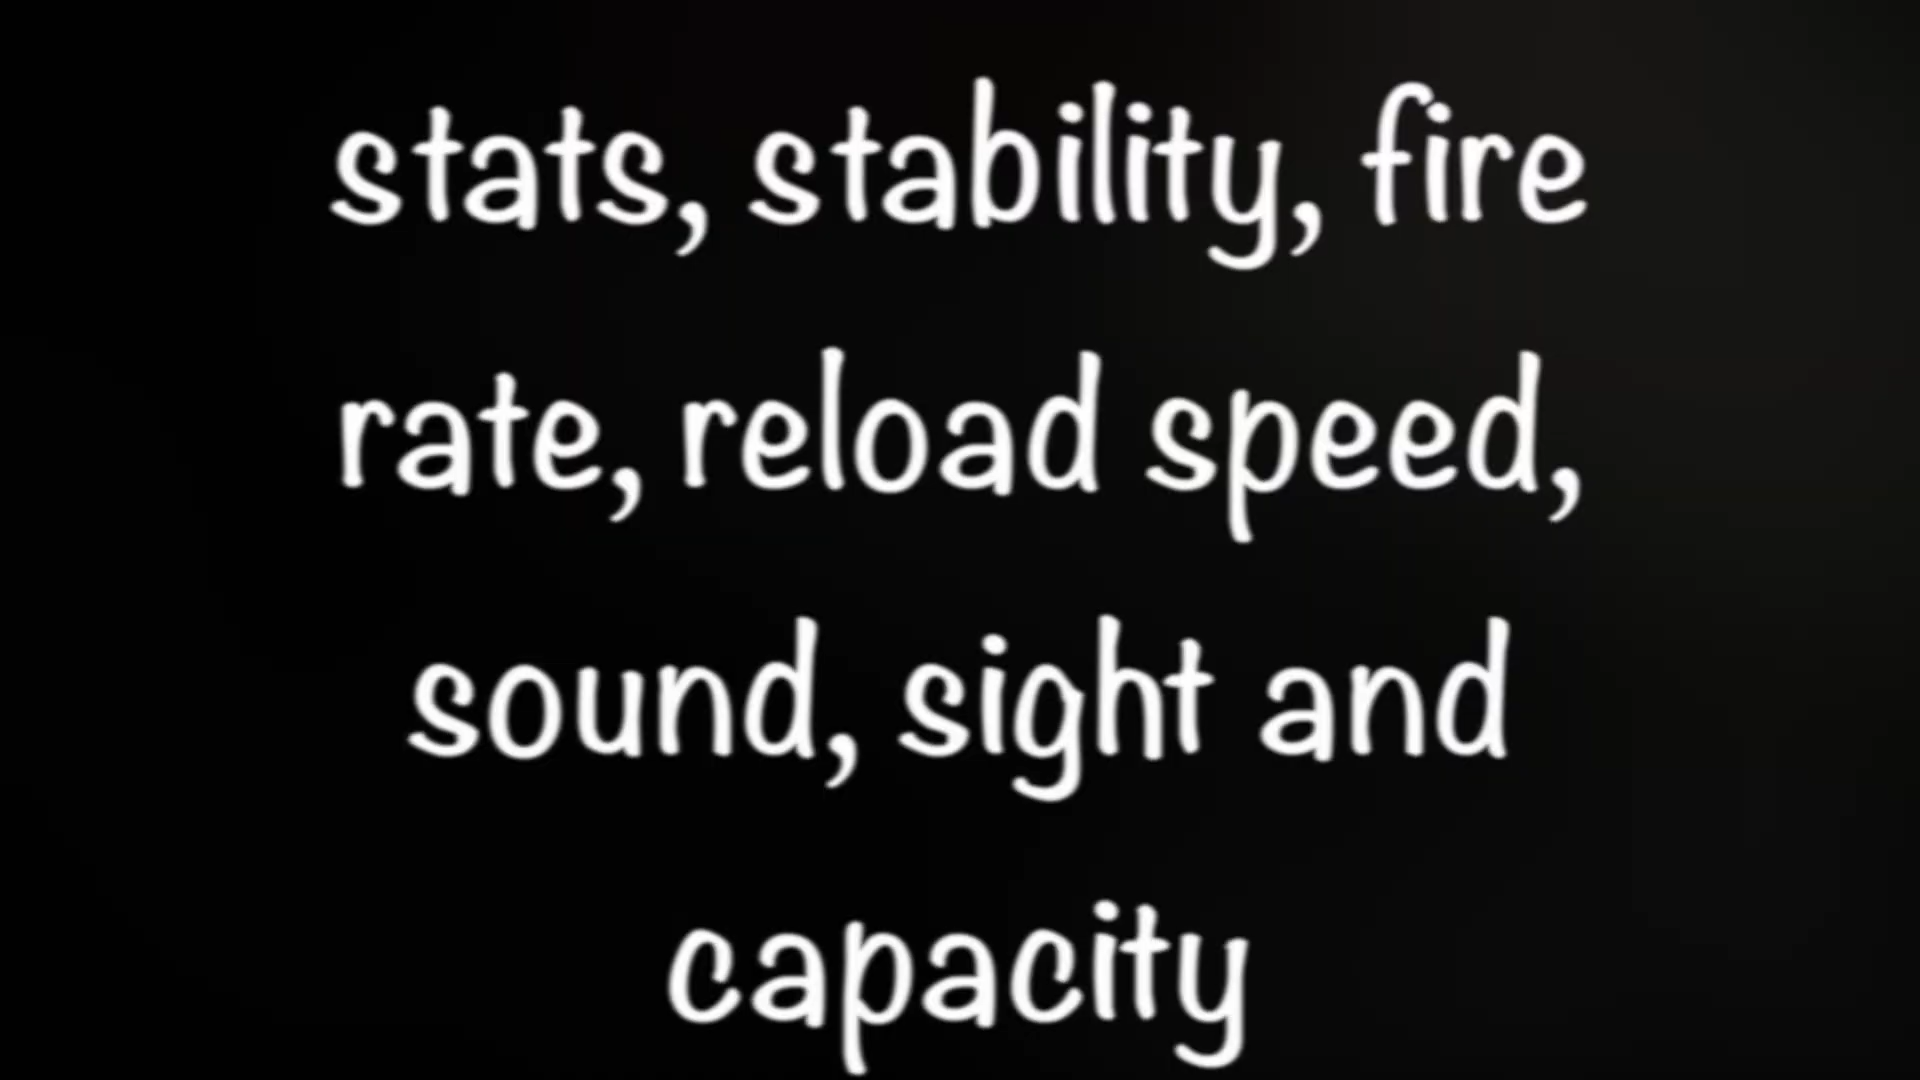 stats, stability, fire
rate, reload speed,
sound, sight and
capacity